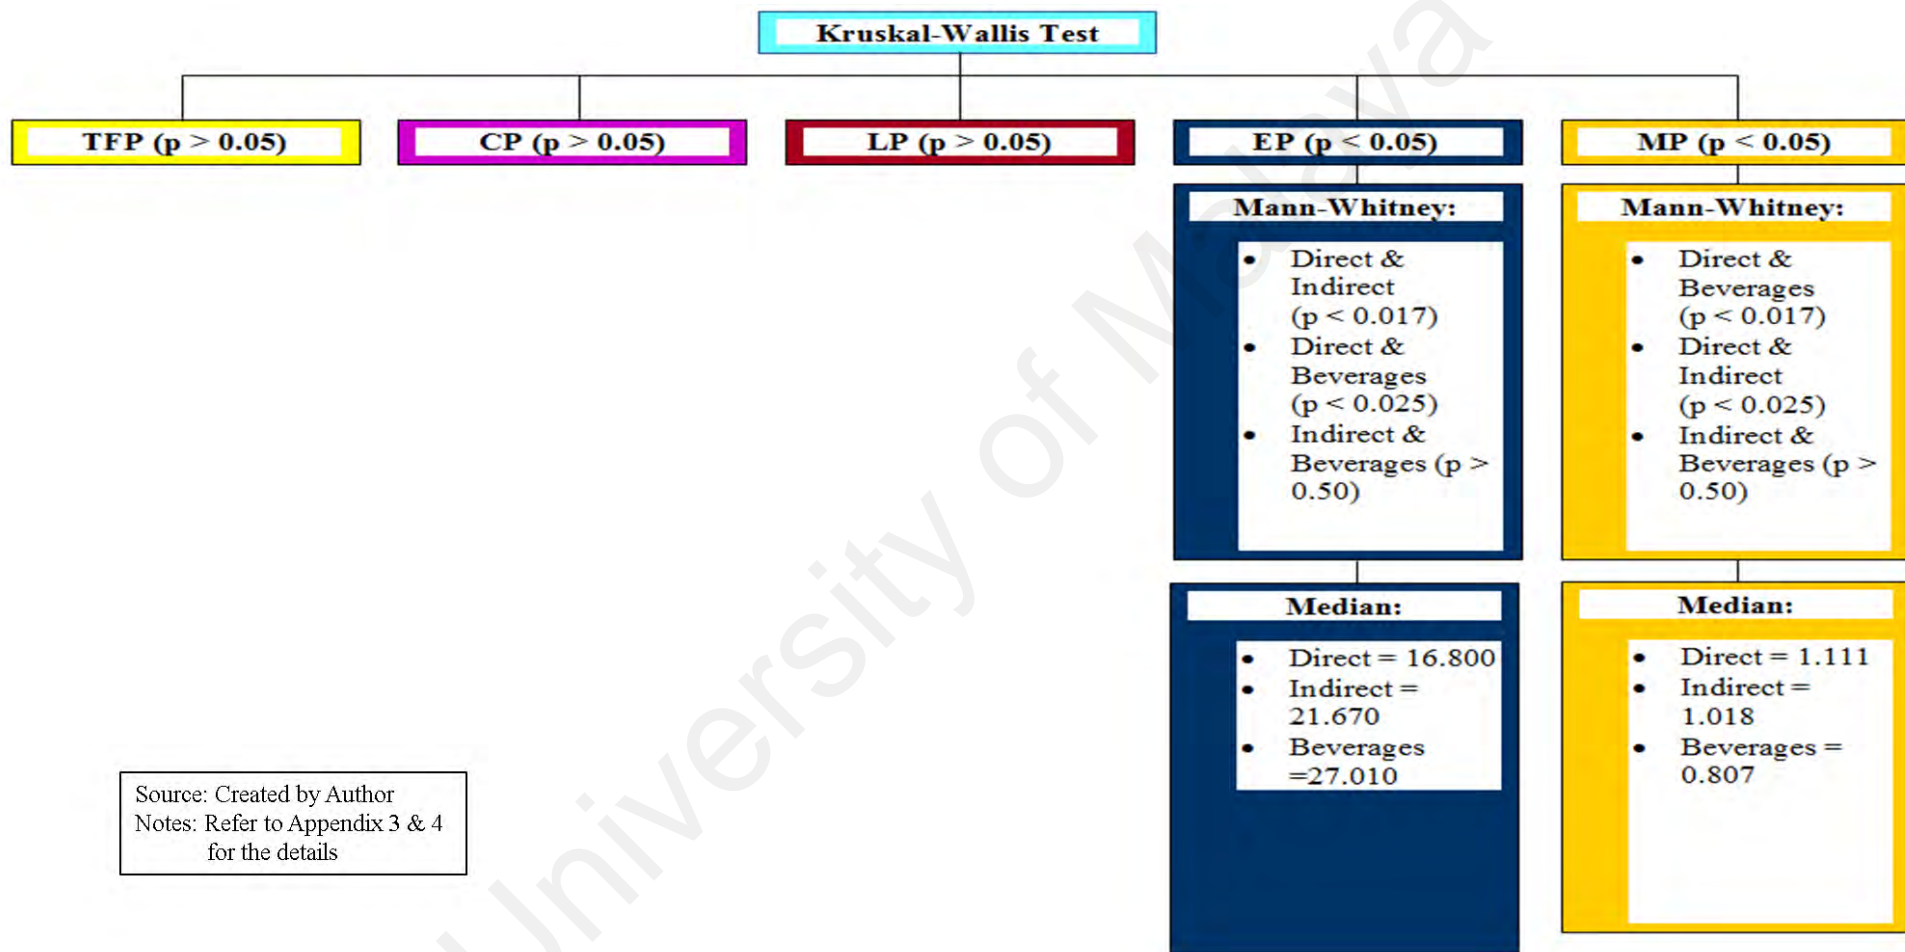 Kruskal-Wallis Test
TFP (p > 0.05)
CP (p > 0.05)
LP (p > 0.05)
EP (p < 0.05)
MP (p < 0.05)
Mann-Whitney:
• Direct &
Indirect
(p < 0.017)
• Direct &
Beverages
(p < 0.025)
• Indirect &
Beverages (p >
0.50)
Median:
• Direct = 16.800
• Indirect =
21.670
• Beverages
=27.010
Mann-Whitney:
• Direct &
Beverages
(p < 0.017)
• Direct &
Indirect
(p < 0.025)
• Indirect &
Beverages (p >
0.50)
Median:
• Direct = 1.111
• Indirect =
1.018
• Beverages =
0.807
Source: Created by Author
Notes: Refer to Appendix 3 & 4
for the details
University of Malaya